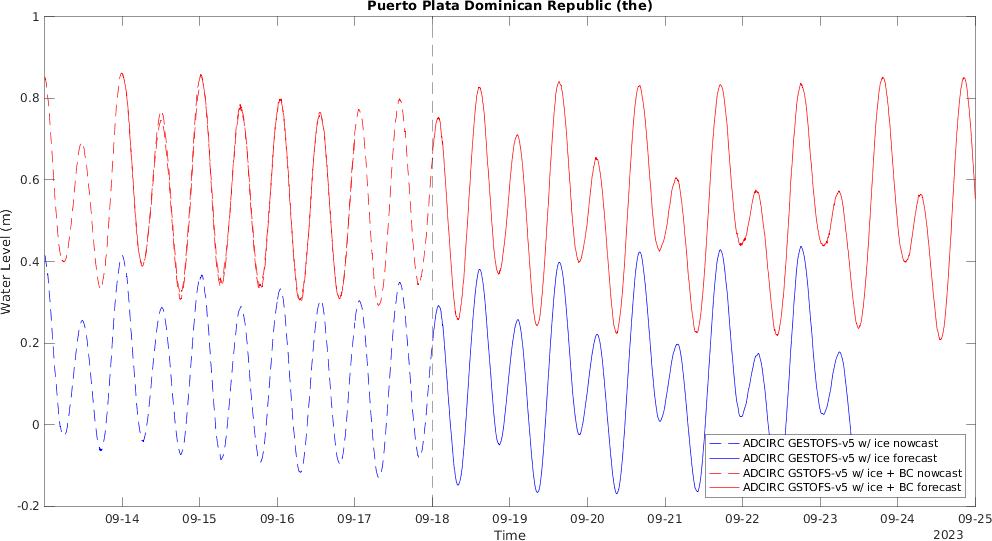 Puerto Plata Dominican Republic (the)
Water Level (m)
1
0.8
0.6
0.4
0.2
0
-0.2
ADCIRC GESTOFS-v5 w/ ice nowcast
ADCIRC GESTOFS-v5 w/ ice forecast
ADCIRC GSTOFS-v5 w/ ice + BC nowcast
ADCIRC GSTOFS-v5 w/ ice + BC forecast
09-14 09-15 09-16 09-17 09-18 09-19 09-20 09-21 09-22 09-23 09-24 09-25
Time
2023